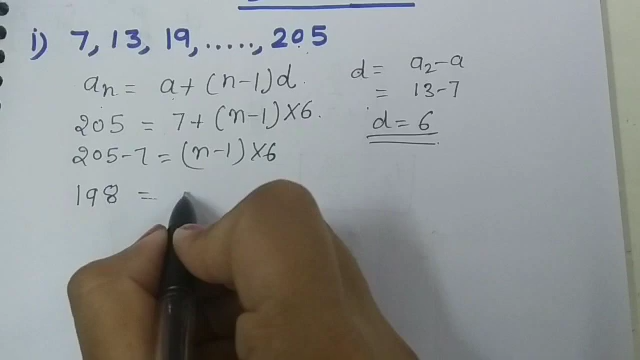 i) 7, 13, 19, ....., 205
aₙ = a + (n-1) d.
205 = 7 + (n-1) × 6.
205-7 = (n-1) × 6
198 =
d = a₂ - a
= 13 - 7
d = 6